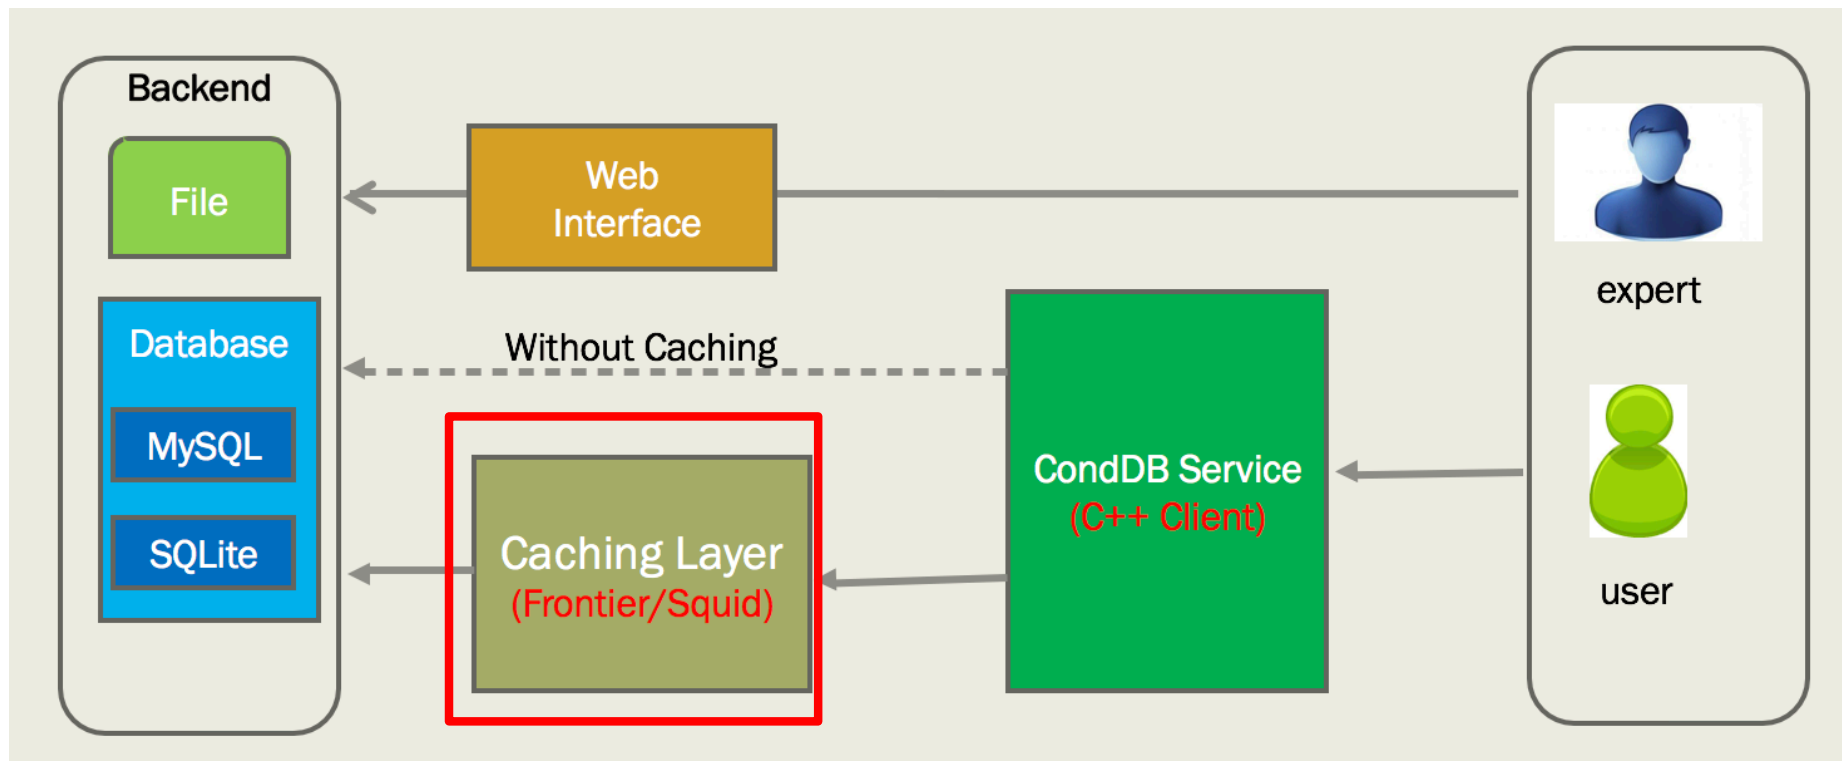 Backend
File
Database
MySQL
SQLite
Web
Interface
Without Caching
Caching Layer
(Frontier/Squid)
CondDB Service
(C++ Client)
expert
user